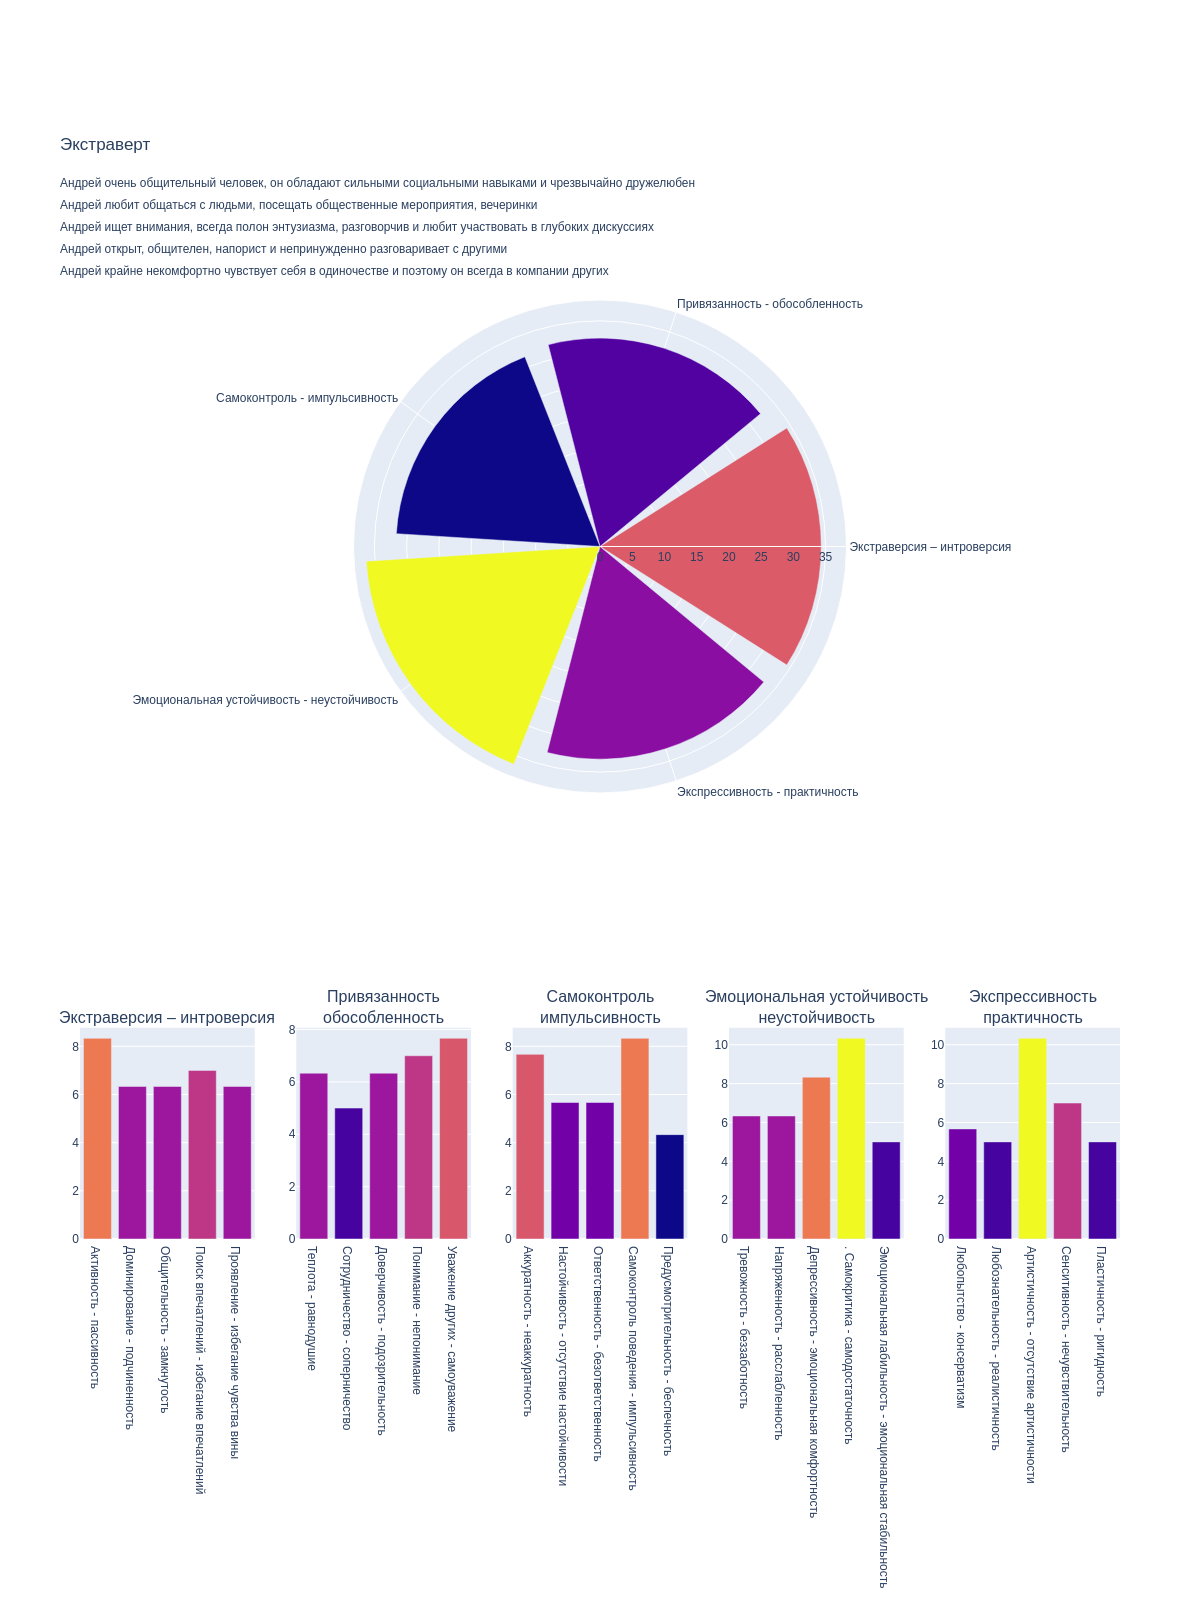 Экстраверт
Андрей очень общительный человек, он обладают сильными социальными навыками и чрезвычайно дружелюбен
Андрей любит общаться с людьми, посещать общественные мероприятия, вечеринки
Андрей ищет внимания, всегда полон энтузиазма, разговорчив и любит участвовать в глубоких дискуссиях
Андрей открыт, общителен, напорист и непринужденно разговаривает с другими
Андрей крайне некомфортно чувствует себя в одиночестве и поэтому он всегда в компании других
Привязанность - обособленность
Самоконтроль - импульсивность
Экстраверсия – интроверсия
5 10 15 20 25 30 35
Эмоциональная устойчивость - неустойчивость
Экспрессивность - практичность
Экстраверсия – интроверсия
8
6
4
2
0
Активность - пассивность
Доминирование - подчиненность
Общительность - замкнутость
Поиск впечатлений - избегание впечатлений
Проявление - избегание чувства вины
Привязанность
обособленность
8
6
4
2
0
Теплота - равнодушие
Сотрудничество - соперничество
Доверчивость - подозрительность
Понимание - непонимание
Уважение других - самоуважение
Самоконтроль
импульсивность
8
6
4
2
0
Аккуратность - неаккуратность
Настойчивость - отсутствие настойчивости
Ответственность - безответственность
Самоконтроль поведения - импульсивность
Предусмотрительность - беспечность
Эмоциональная устойчивость
неустойчивость
10
8
6
4
2
0
Тревожность - беззаботность
Напряженность - расслабленность
Депрессивность - эмоциональная комфортность
. Самокритика - самодостаточность
Эмоциональная лабильность - эмоциональная стабильность
Экспрессивность
практичность
10
8
6
4
2
0
Любопытство - консерватизм
Любознательность - реалистичность
Артистичность - отсутствие артистичности
Сенситивность - нечувствительность
Пластичность - ригидность